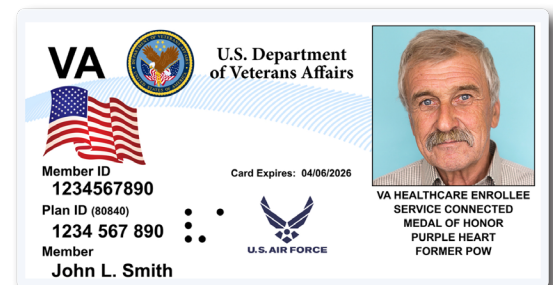 VA
U.S. Department
of Veterans Affairs
Member ID
1234567890
Card Expires: 04/06/2026
Plan ID (80840)
1234 567 890
Member
John L. Smith
U.S. AIR FORCE
VA HEALTHCARE ENROLLEE
SERVICE CONNECTED
MEDAL OF HONOR
PURPLE HEART
FORMER POW